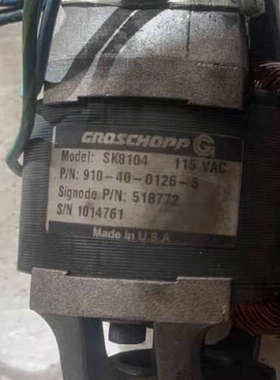 GROSCHOPP G
Model: SK8104 115 VAC
P/N: 910-40-0126-5
Signode P/N: 518772
S/N 1014761
Made in U.S.A